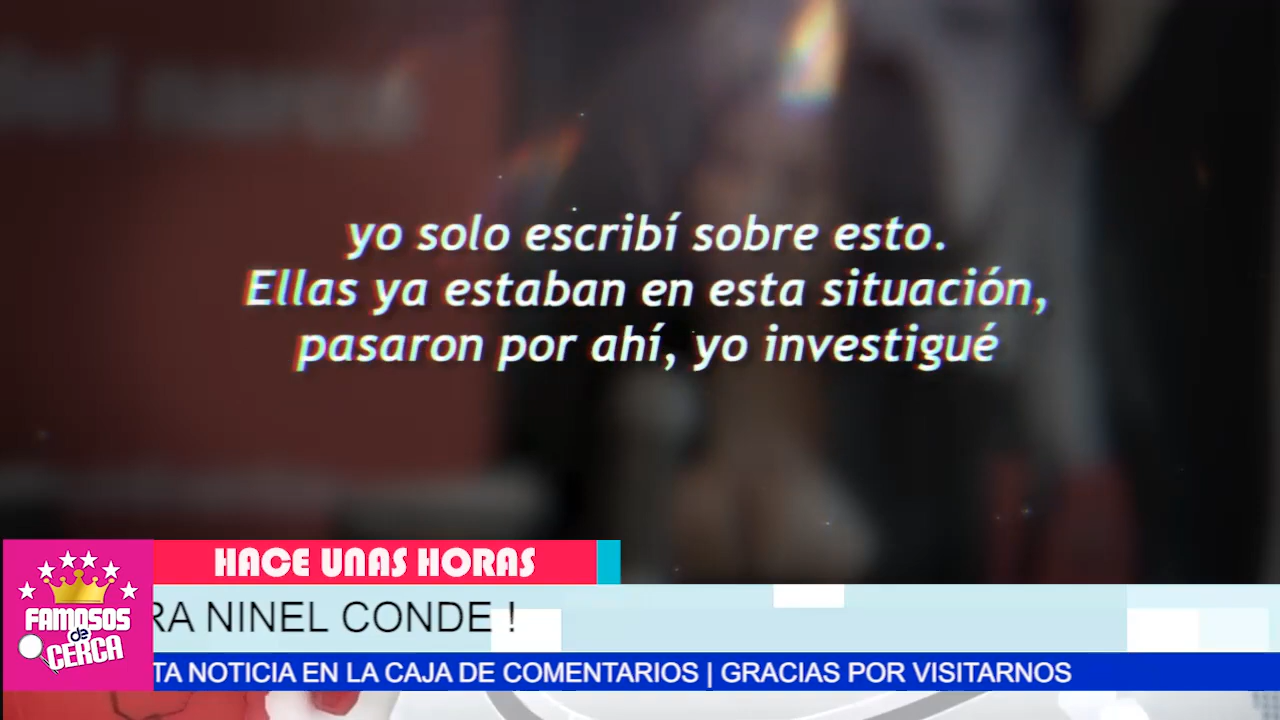 yo solo escribí sobre esto.
Ellas ya estaban en esta situación,
pasaron por ahí, yo investigué
HACE UNAS HORAS
RA NINEL CONDE !
FAMOSOS
de
CERCA
TA NOTICIA EN LA CAJA DE COMENTARIOS | GRACIAS POR VISITARNOS